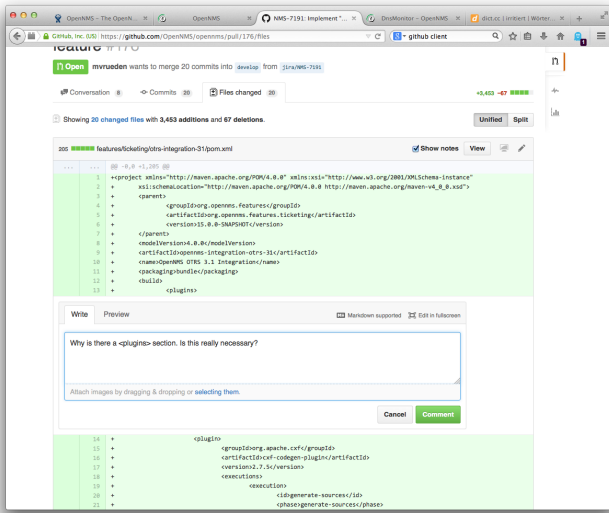 OpenNMS – The OpenN...
OpenNMS
NMS-7191: Implement "...
DnsMonitor – OpenNMS
dict.cc | irritiert | Wörter...
GitHub, Inc. (US) https://github.com/OpenNMS/opennms/pull/176/files
github client
feature #176
Open mvrueden wants to merge 20 commits into develop from jira/NMS-7191
Conversation 8 Commits 20 Files changed 20 +3,453 −67
Showing 20 changed files with 3,453 additions and 67 deletions. Unified Split
205 features/ticketing/otrs-integration-31/pom.xml Show notes View
... ... @@ -0,0 +1,205 @@
1 +<project xmlns="http://maven.apache.org/POM/4.0.0" xmlns:xsi="http://www.w3.org/2001/XMLSchema-instance"
2 + xsi:schemaLocation="http://maven.apache.org/POM/4.0.0 http://maven.apache.org/maven-v4_0_0.xsd">
3 + <parent>
4 + <groupId>org.opennms.features</groupId>
5 + <artifactId>org.opennms.features.ticketing</artifactId>
6 + <version>15.0.0-SNAPSHOT</version>
7 + </parent>
8 + <modelVersion>4.0.0</modelVersion>
9 + <artifactId>opennms-integration-otrs-31</artifactId>
10 + <name>OpenNMS OTRS 3.1 Integration</name>
11 + <packaging>bundle</packaging>
12 + <build>
13 + <plugins>
Write Preview Markdown supported Edit in fullscreen
Why is there a <plugins> section. Is this really necessary?
Attach images by dragging & dropping or selecting them.
Cancel Comment
14 + <plugin>
15 + <groupId>org.apache.cxf</groupId>
16 + <artifactId>cxf-codegen-plugin</artifactId>
17 + <version>2.7.5</version>
18 + <executions>
19 + <execution>
20 + <id>generate-sources</id>
21 + <phase>generate-sources</phase>